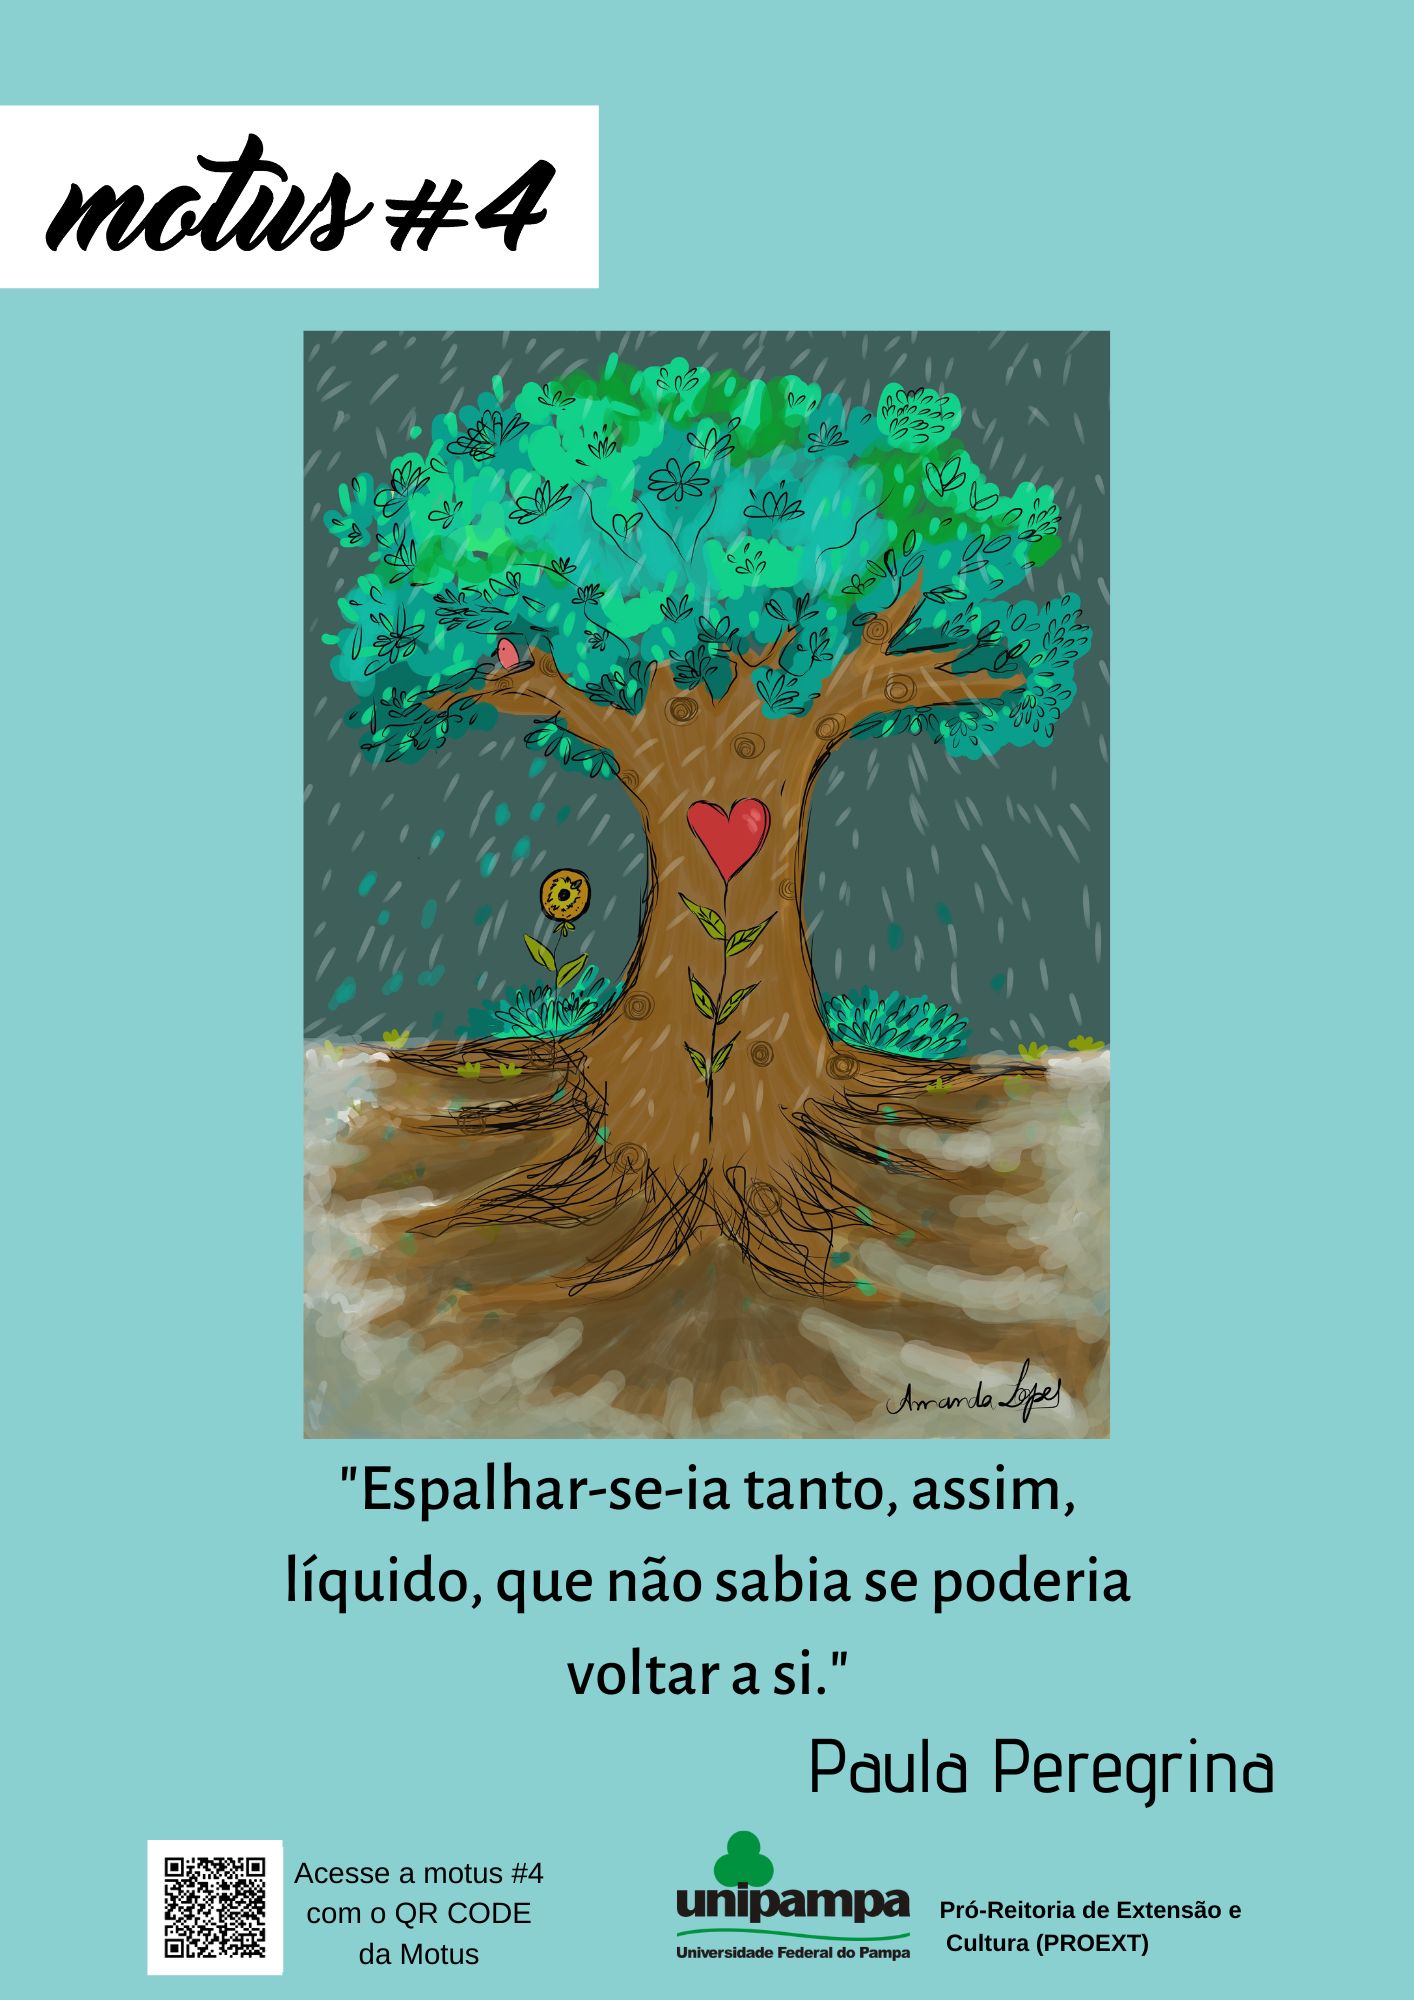 motus #4
Amanda Lopes
"Espalhar-se-ia tanto, assim,
líquido, que não sabia se poderia
voltar a si."
Paula Peregrina
Acesse a motus #4
com o QR CODE
da Motus
unipampa
Universidade Federal do Pampa
Pró-Reitoria de Extensão e
Cultura (PROEXT)